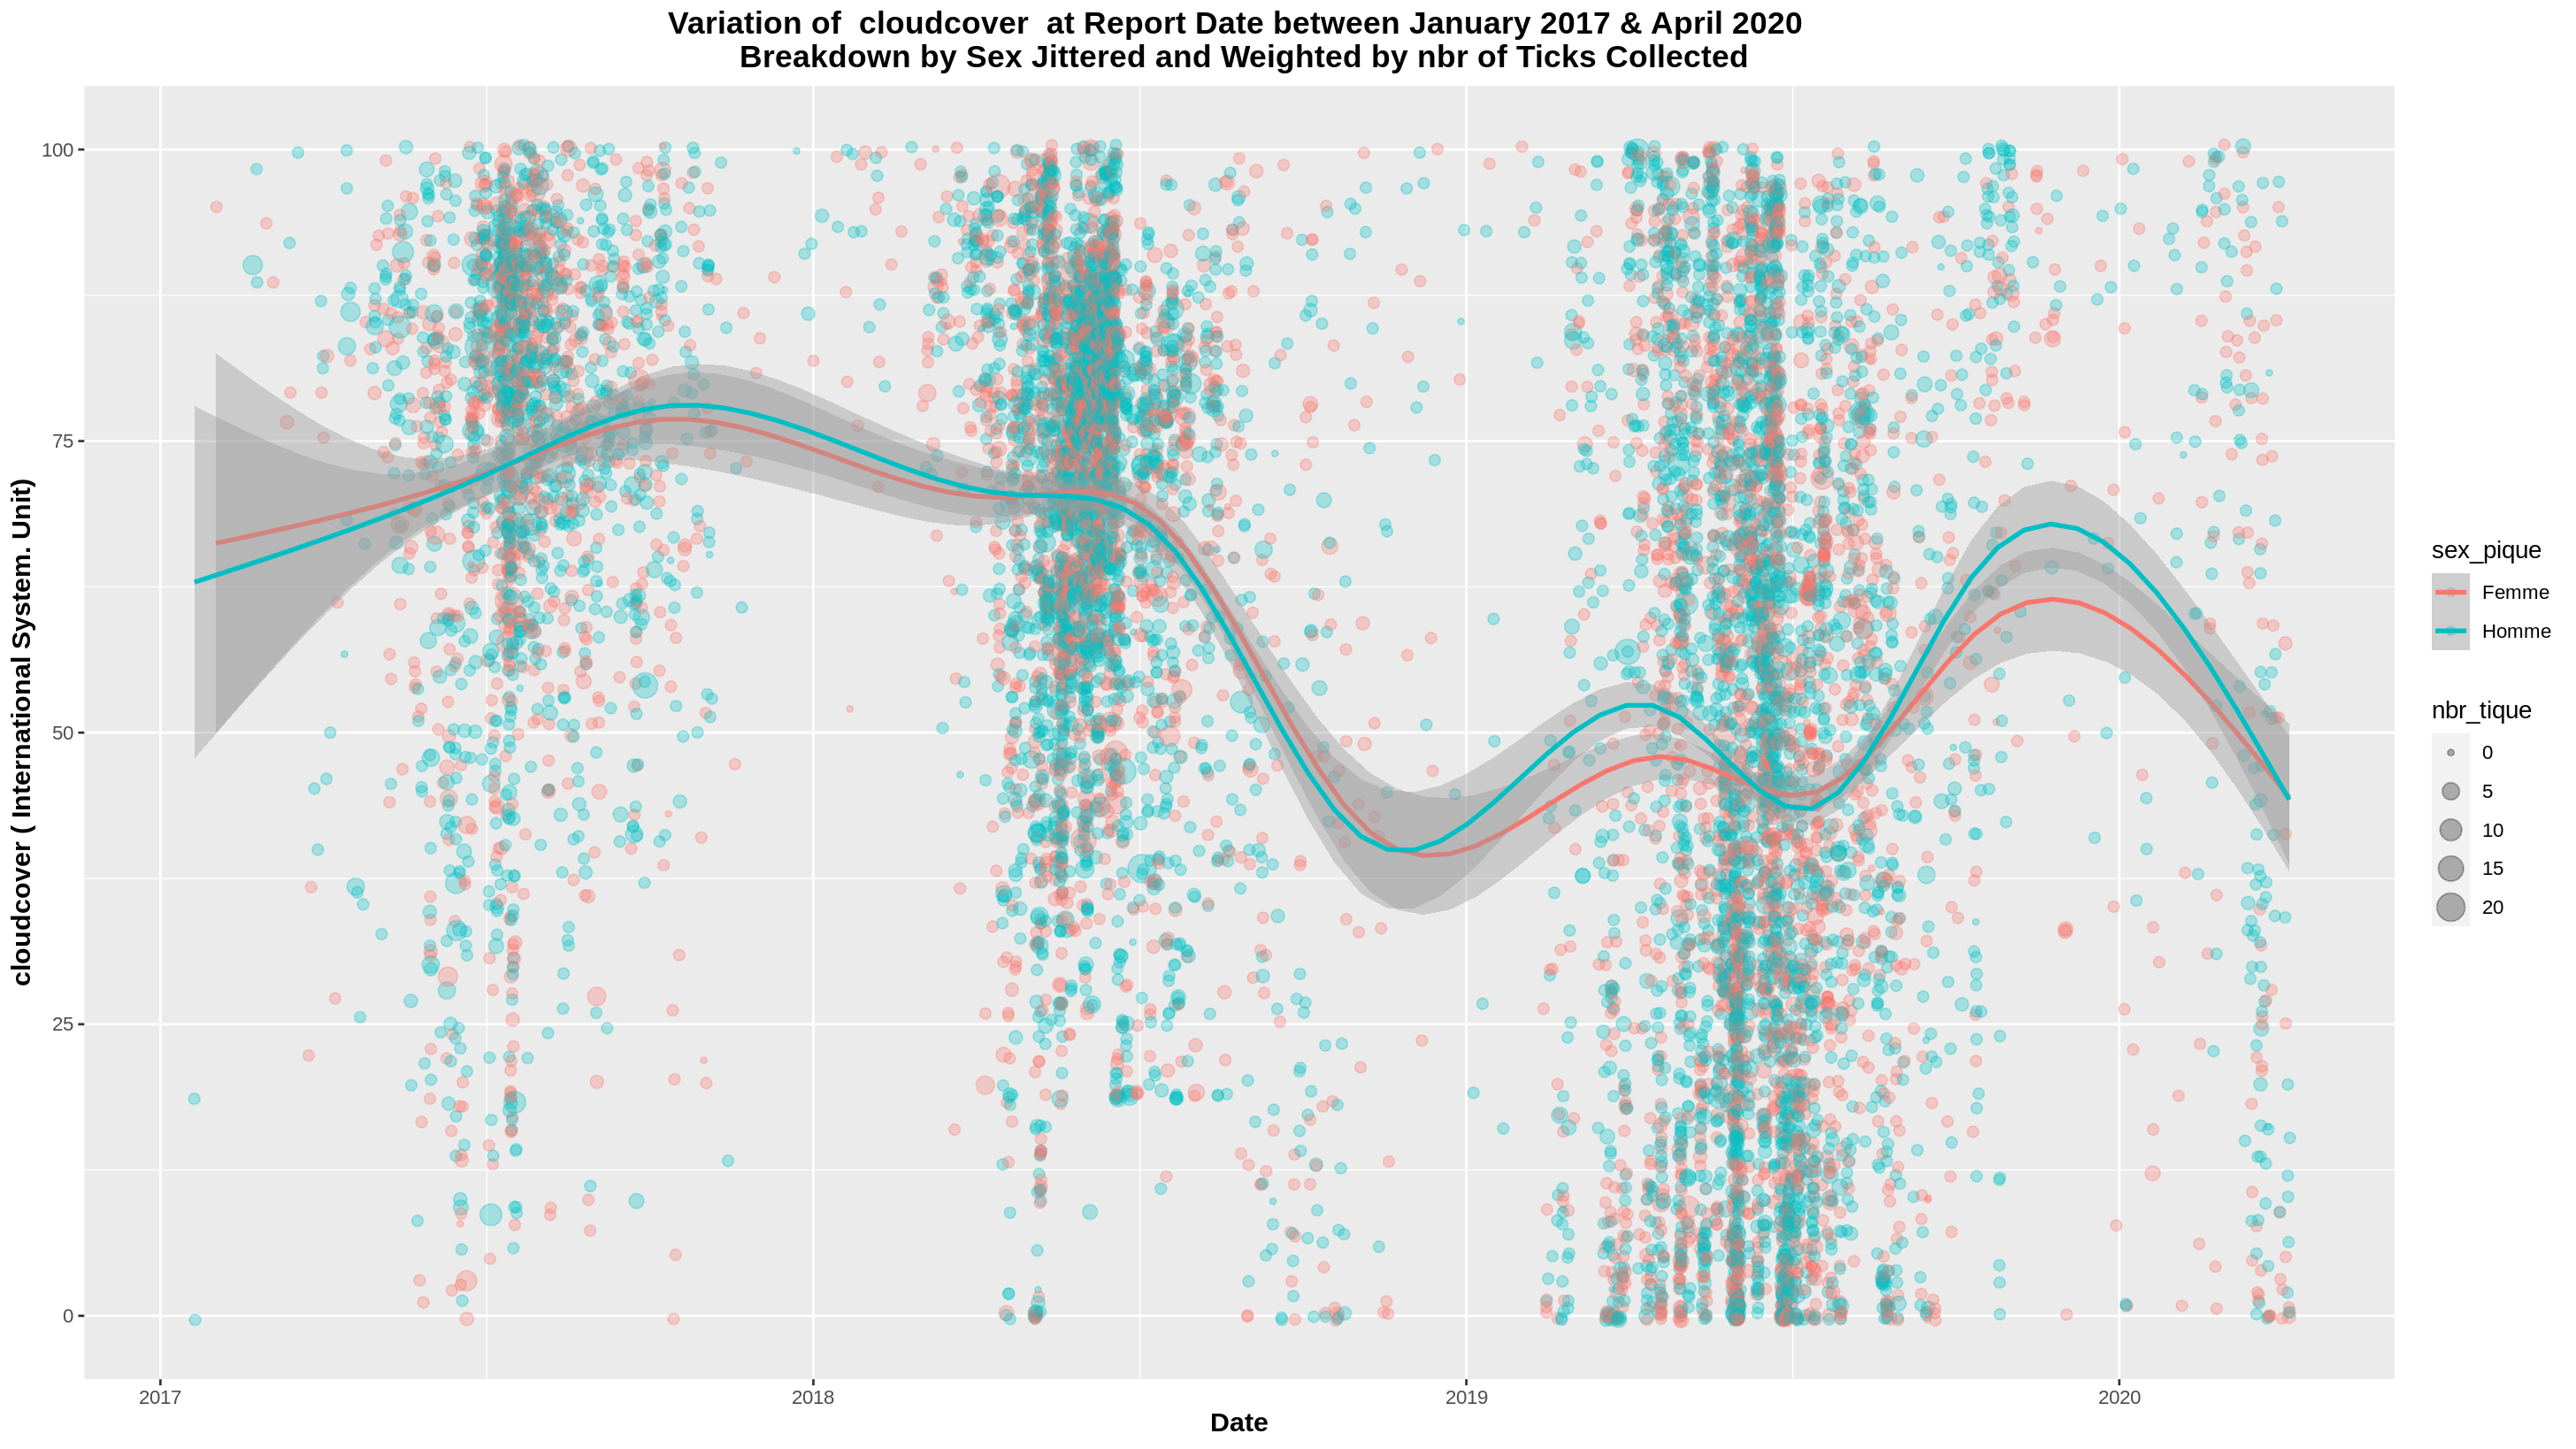 Variation of  cloudcover  at Report Date between January 2017 & April 2020
Breakdown by Sex Jittered and Weighted by nbr of Ticks Collected
cloudcover ( International System. Unit)
100
75
50
25
0
2017
2018
2019
2020
Date
sex_pique
Femme
Homme
nbr_tique
0
5
10
15
20